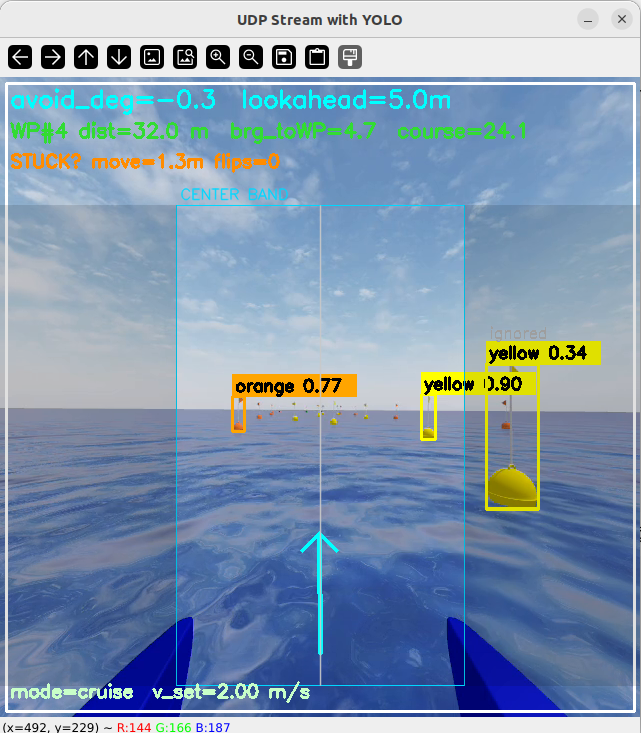 UDP Stream with YOLO
avoid_deg=-0.3 lookahead=5.0m
WP#4 dist=32.0 m brg_toWP=4.7 course=24.1
STUCK? move=1.3m flips=0
CENTER BAND
ignored
yellow 0.34
orange 0.77
yellow 0.90
mode=cruise v_set=2.00 m/s
(x=492, y=229) ~ R:144 G:166 B:187